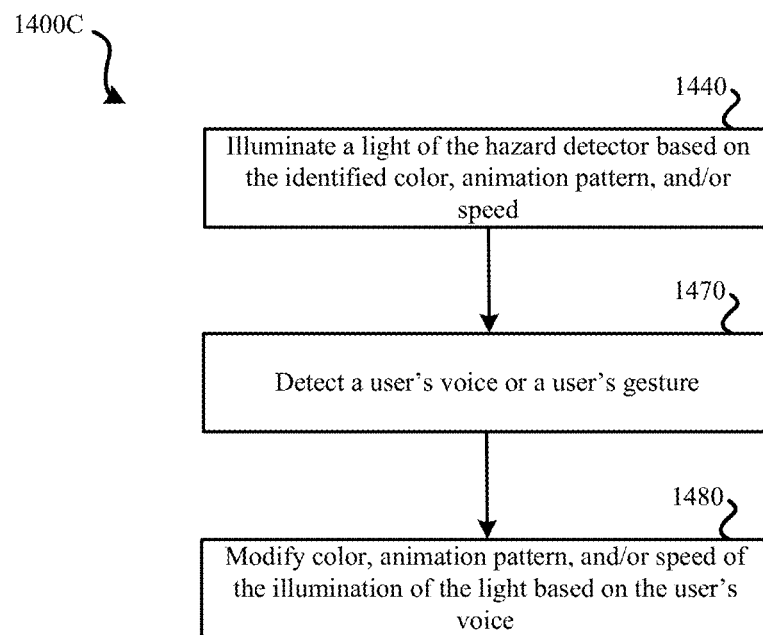 1400C
1440
Illuminate a light of the hazard detector based on
the identified color, animation pattern, and/or
speed
1470
Detect a user's voice or a user's gesture
1480
Modify color, animation pattern, and/or speed of
the illumination of the light based on the user's
voice